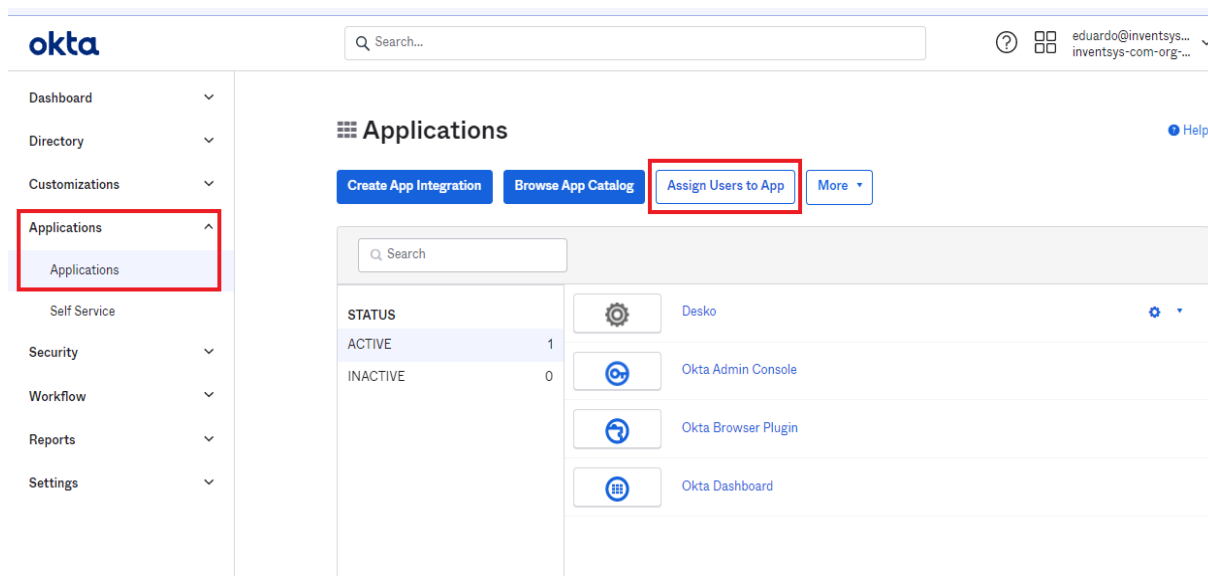 okta
Search...
eduardo@inventsys...
inventsys-com-org-...
Dashboard
Directory
Customizations
Applications
Applications
Self Service
Security
Workflow
Reports
Settings
Applications
Help
Create App Integration
Browse App Catalog
Assign Users to App
More
Search
STATUS
ACTIVE 1
INACTIVE 0
Desko
Okta Admin Console
Okta Browser Plugin
Okta Dashboard